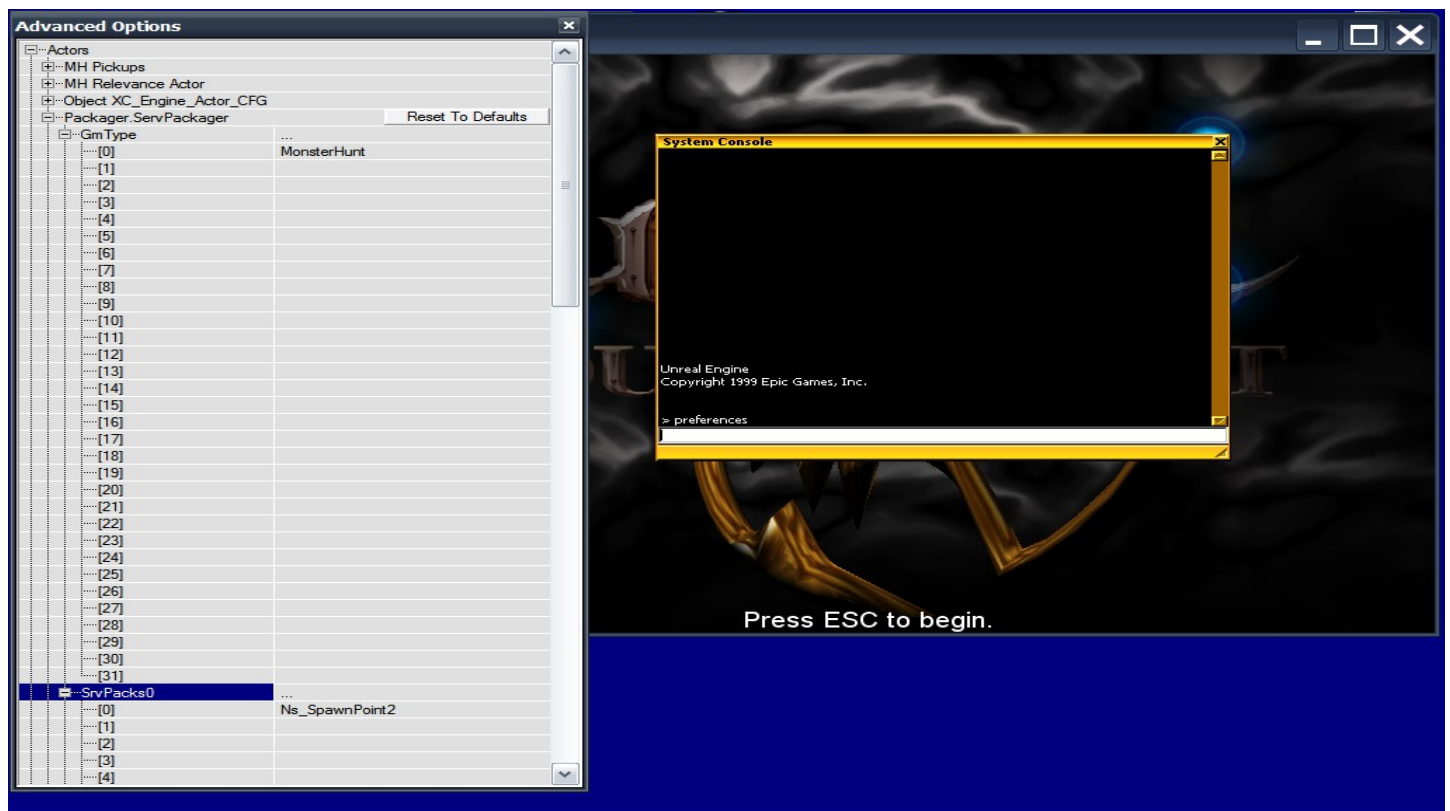 Advanced Options
Actors
MH Pickups
MH Relevance Actor
Object XC_Engine_Actor_CFG
Packager.ServPackager Reset To Defaults
GmType ...
[0] MonsterHunt
[1]
[2]
[3]
[4]
[5]
[6]
[7]
[8]
[9]
[10]
[11]
[12]
[13]
[14]
[15]
[16]
[17]
[18]
[19]
[20]
[21]
[22]
[23]
[24]
[25]
[26]
[27]
[28]
[29]
[30]
[31]
SrvPacks0 ...
[0] Ns_SpawnPoint2
[1]
[2]
[3]
[4]
System Console
Unreal Engine
Copyright 1999 Epic Games, Inc.
> preferences
Press ESC to begin.